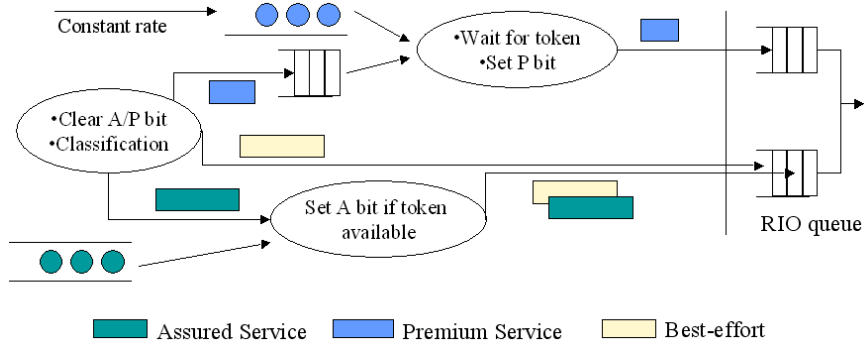 Constant rate
•Wait for token
•Set P bit
•Clear A/P bit
•Classification
Set A bit if token
available
RIO queue
Assured Service
Premium Service
Best-effort